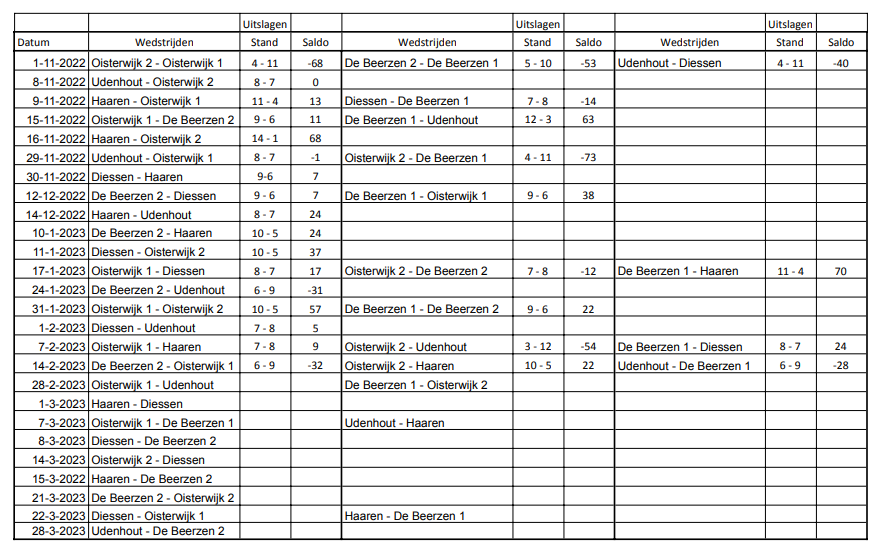 Uitslagen Uitslagen Uitslagen
Datum Wedstrijden Stand Saldo Wedstrijden Stand Saldo Wedstrijden Stand Saldo
1-11-2022 Oisterwijk 2 - Oisterwijk 1 4 - 11 -68 De Beerzen 2 - De Beerzen 1 5 - 10 -53 Udenhout - Diessen 4 - 11 -40
8-11-2022 Udenhout - Oisterwijk 2 8 - 7 0
9-11-2022 Haaren - Oisterwijk 1 11 - 4 13 Diessen - De Beerzen 1 7 - 8 -14
15-11-2022 Oisterwijk 1 - De Beerzen 2 9 - 6 11 De Beerzen 1 - Udenhout 12 - 3 63
16-11-2022 Haaren - Oisterwijk 2 14 - 1 68
29-11-2022 Udenhout - Oisterwijk 1 8 - 7 -1 Oisterwijk 2 - De Beerzen 1 4 - 11 -73
30-11-2022 Diessen - Haaren 9-6 7
12-12-2022 De Beerzen 2 - Diessen 9 - 6 7 De Beerzen 1 - Oisterwijk 1 9 - 6 38
14-12-2022 Haaren - Udenhout 8 - 7 24
10-1-2023 De Beerzen 2 - Haaren 10 - 5 24
11-1-2023 Diessen - Oisterwijk 2 10 - 5 37
17-1-2023 Oisterwijk 1 - Diessen 8 - 7 17 Oisterwijk 2 - De Beerzen 2 7 - 8 -12 De Beerzen 1 - Haaren 11 - 4 70
24-1-2023 De Beerzen 2 - Udenhout 6 - 9 -31
31-1-2023 Oisterwijk 1 - Oisterwijk 2 10 - 5 57 De Beerzen 1 - De Beerzen 2 9 - 6 22
1-2-2023 Diessen - Udenhout 7 - 8 5
7-2-2023 Oisterwijk 1 - Haaren 7 - 8 9 Oisterwijk 2 - Udenhout 3 - 12 -54 De Beerzen 1 - Diessen 8 - 7 24
14-2-2023 De Beerzen 2 - Oisterwijk 1 6 - 9 -32 Oisterwijk 2 - Haaren 10 - 5 22 Udenhout - De Beerzen 1 6 - 9 -28
28-2-2023 Oisterwijk 1 - Udenhout De Beerzen 1 - Oisterwijk 2
1-3-2023 Haaren - Diessen
7-3-2023 Oisterwijk 1 - De Beerzen 1 Udenhout - Haaren
8-3-2023 Diessen - De Beerzen 2
14-3-2023 Oisterwijk 2 - Diessen
15-3-2022 Haaren - De Beerzen 2
21-3-2023 De Beerzen 2 - Oisterwijk 2
22-3-2023 Diessen - Oisterwijk 1 Haaren - De Beerzen 1
28-3-2023 Udenhout - De Beerzen 2